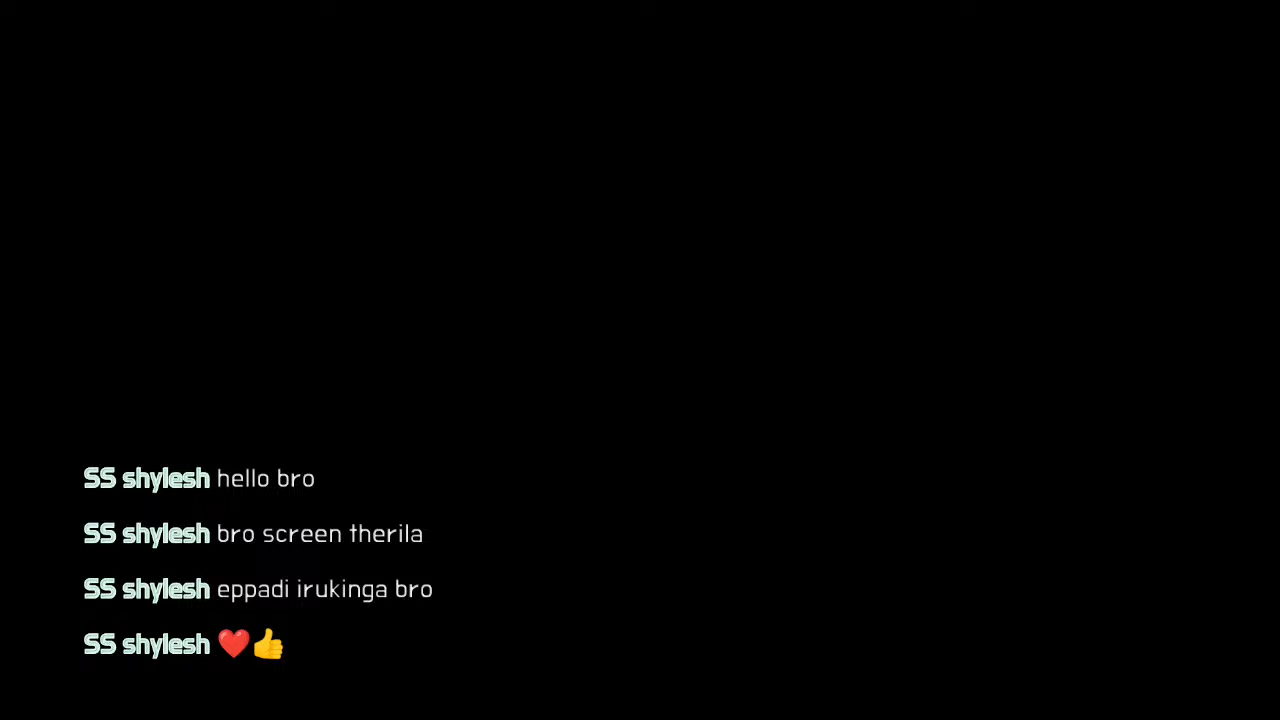 SS shylesh hello bro
SS shylesh bro screen therila
SS shylesh eppadi irukinga bro
SS shylesh ❤️👍